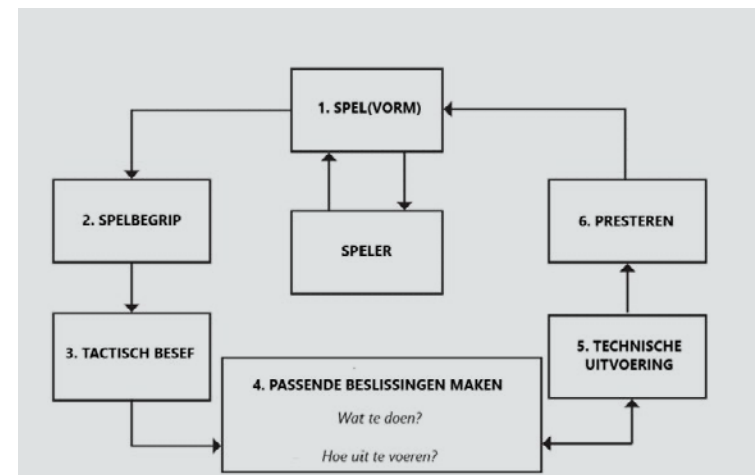 1. SPEL(VORM)
2. SPELBEGRIP
SPELER
6. PRESTEREN
3. TACTISCH BESEF
4. PASSENDE BESLISSINGEN MAKEN
Wat te doen?
Hoe uit te voeren?
5. TECHNISCHE
UITVOERING